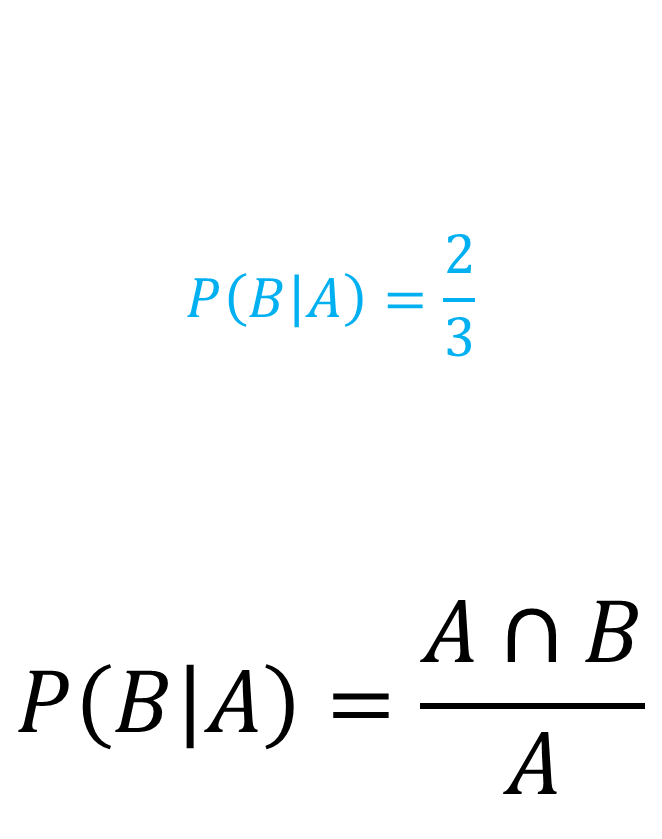 P(B|A) = 2/3
P(B|A) = A ∩ B / A